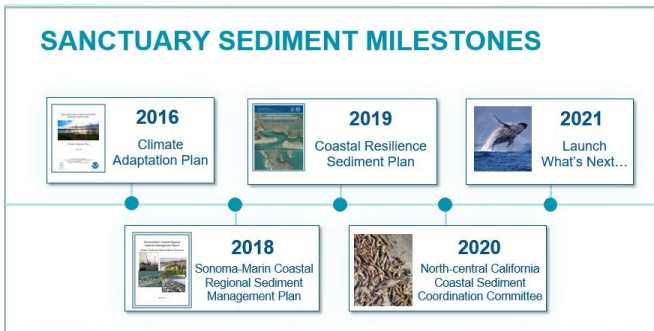 SANCTUARY SEDIMENT MILESTONES
2016
Climate
Adaptation Plan
2018
Sonoma-Marin Coastal
Regional Sediment
Management Plan
2019
Coastal Resilience
Sediment Plan
2020
North-central California
Coastal Sediment
Coordination Committee
2021
Launch
What's Next…